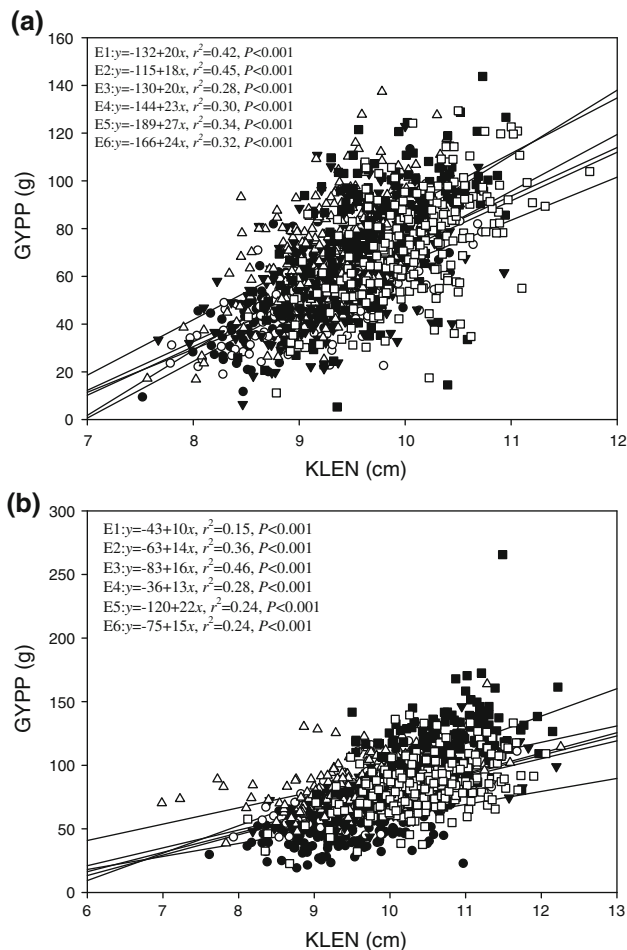 (a)
160
140
120
100
80
60
40
20
0
GYPP (g)
E1:y=-132+20x, r²=0.42, P<0.001
E2:y=-115+18x, r²=0.45, P<0.001
E3:y=-130+20x, r²=0.28, P<0.001
E4:y=-144+23x, r²=0.30, P<0.001
E5:y=-189+27x, r²=0.34, P<0.001
E6:y=-166+24x, r²=0.32, P<0.001
7 8 9 10 11 12
KLEN (cm)
(b)
300
250
200
150
100
50
0
GYPP (g)
E1:y=-43+10x, r²=0.15, P<0.001
E2:y=-63+14x, r²=0.36, P<0.001
E3:y=-83+16x, r²=0.46, P<0.001
E4:y=-36+13x, r²=0.28, P<0.001
E5:y=-120+22x, r²=0.24, P<0.001
E6:y=-75+15x, r²=0.24, P<0.001
6 7 8 9 10 11 12 13
KLEN (cm)